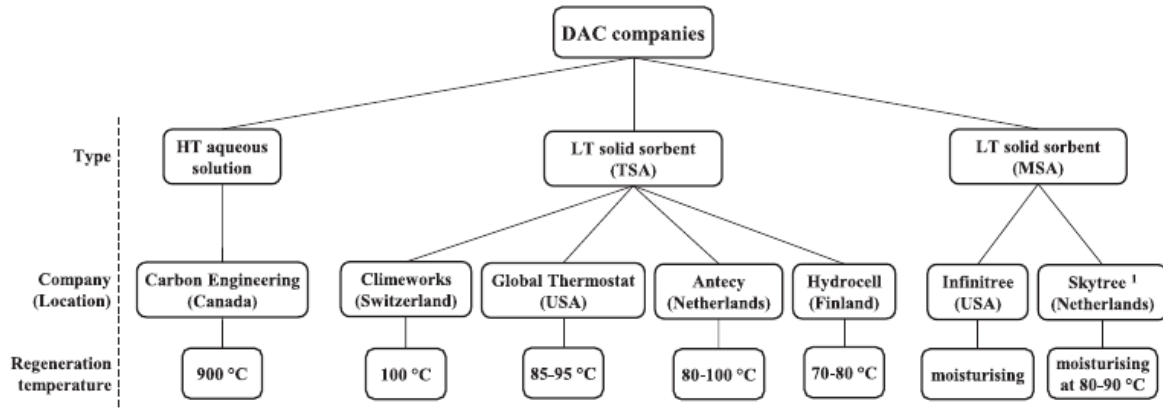 DAC companies
Type
HT aqueous
solution
LT solid sorbent
(TSA)
LT solid sorbent
(MSA)
Company
(Location)
Carbon Engineering
(Canada)
Climeworks
(Switzerland)
Global Thermostat
(USA)
Antecy
(Netherlands)
Hydrocell
(Finland)
Infinitree
(USA)
Skytree ¹
(Netherlands)
Regeneration
temperature
900 °C
100 °C
85-95 °C
80-100 °C
70-80 °C
moisturising
moisturising
at 80-90 °C